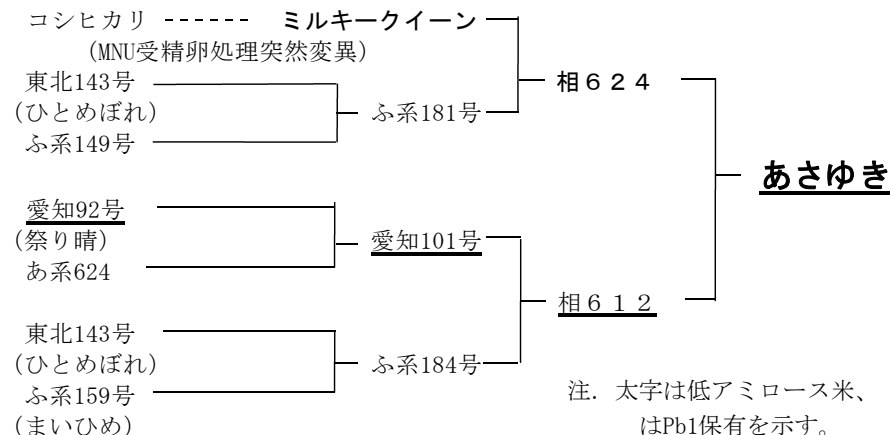 コシヒカリ ------ ミルキークイーン
(MNU受精卵処理突然変異)
相624
東北143号
(ひとめぼれ)
ふ系181号
ふ系149号
あさゆき
愛知92号
(祭り晴)
愛知101号
あ系624
相612
東北143号
(ひとめぼれ)
ふ系184号
ふ系159号
(まいひめ)
注. 太字は低アミロース米、
はPb1保有を示す。